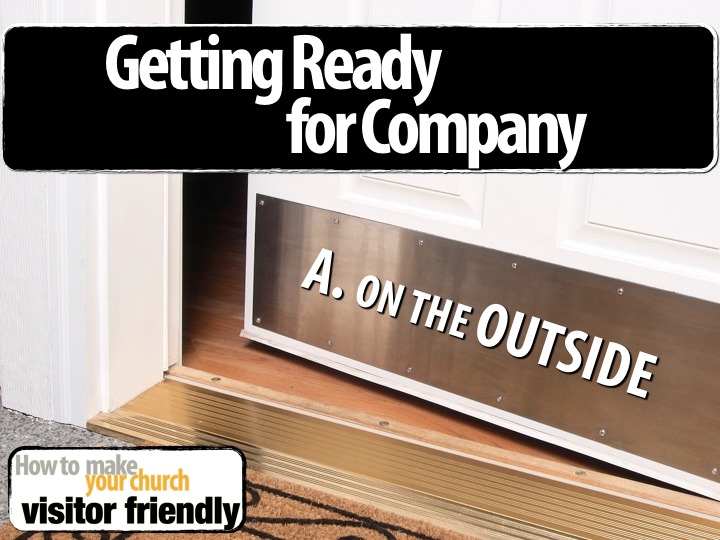 Getting Ready
for Company
A. ON THE OUTSIDE
How to make
your church
visitor friendly